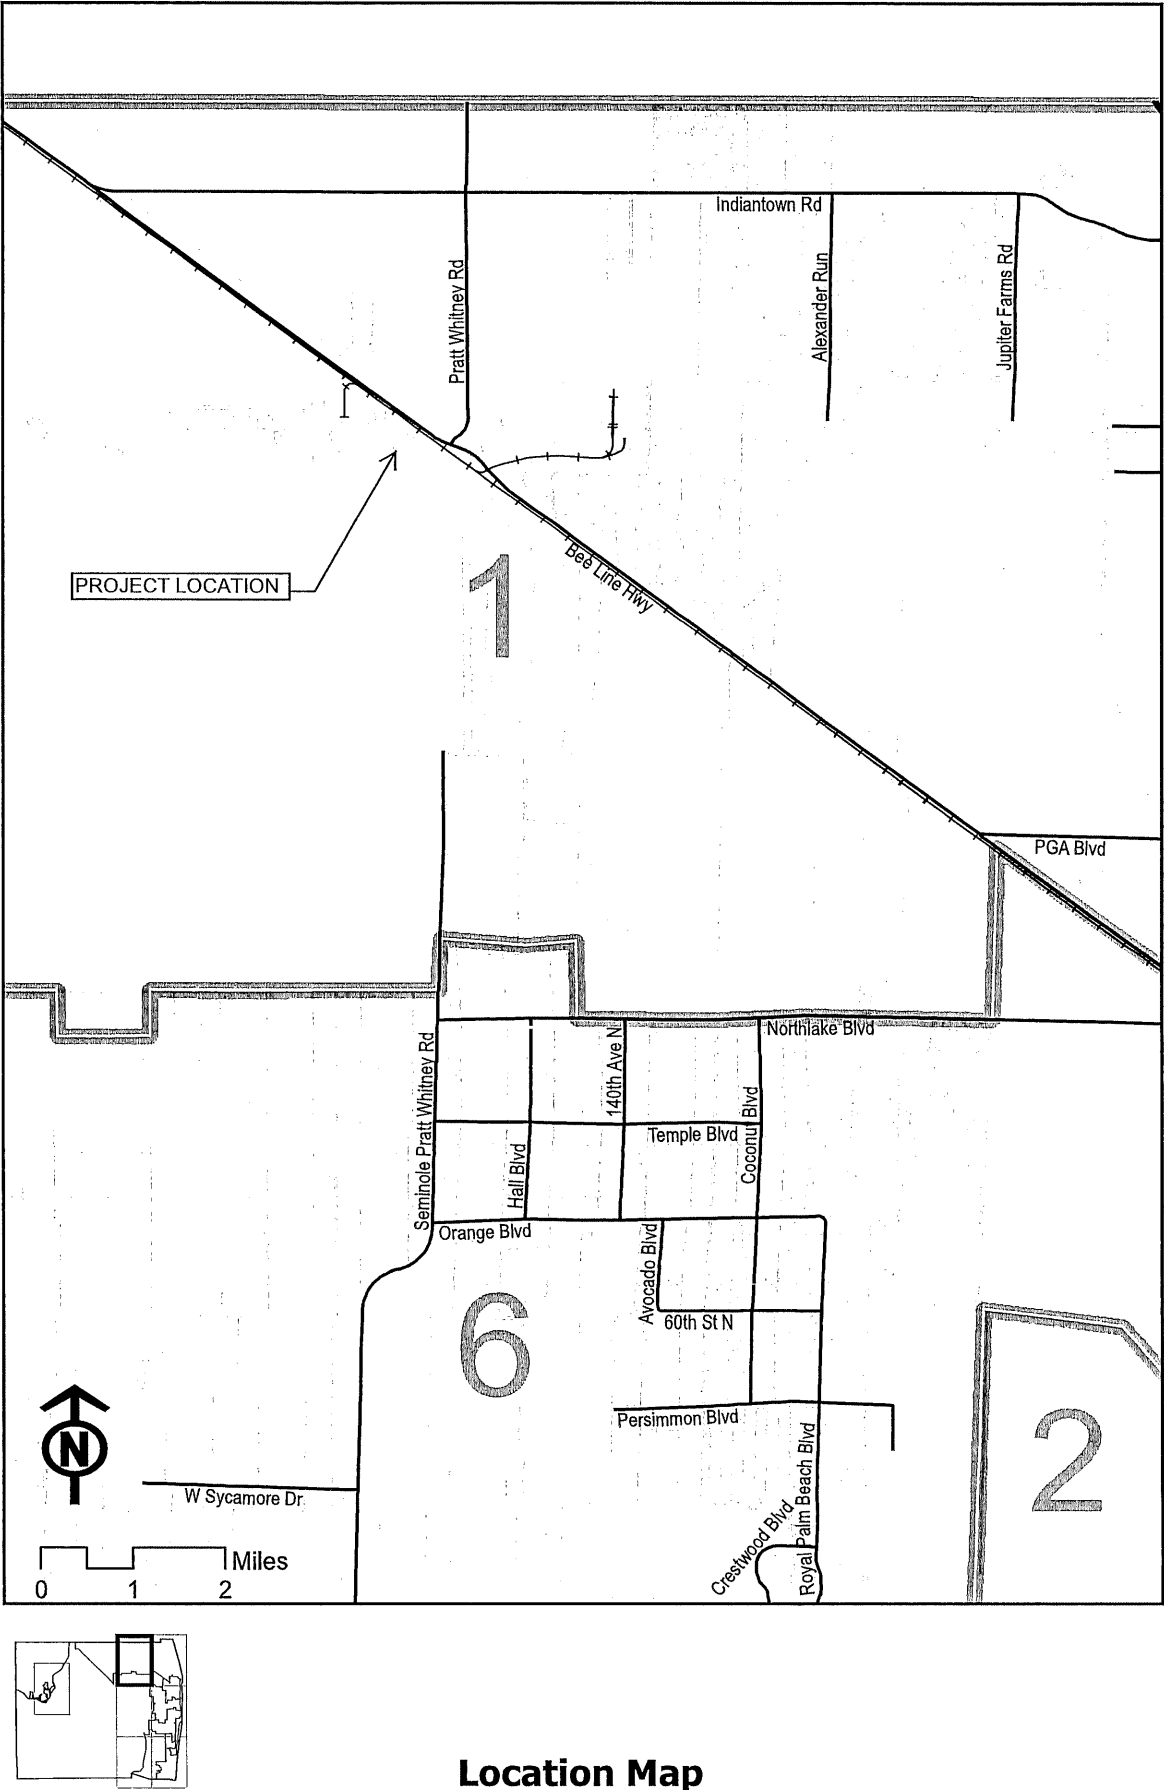 Indiantown Rd
Pratt Whitney Rd
Alexander Run
Jupiter Farms Rd
PROJECT LOCATION
1
Bee Line Hwy
PGA Blvd
Northlake Blvd
Seminole Pratt Whitney Rd
140th Ave N
Coconut Blvd
Temple Blvd
Hall Blvd
Orange Blvd
Avocado Blvd
60th St N
6
Persimmon Blvd
2
N
W Sycamore Dr
Royal Palm Beach Blvd
Crestwood Blvd
Miles
0 1 2
Location Map